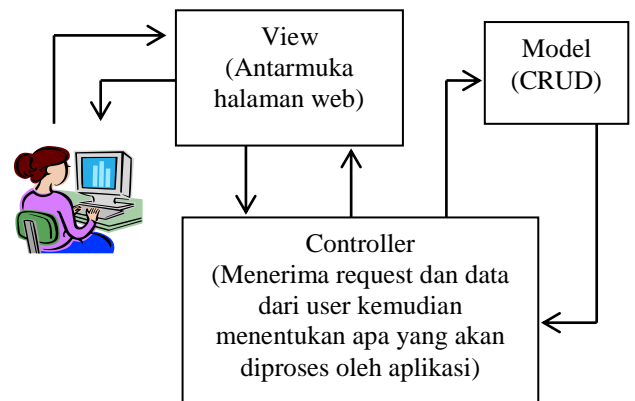 View
(Antarmuka
halaman web)
Model
(CRUD)
Controller
(Menerima request dan data
dari user kemudian
menentukan apa yang akan
diproses oleh aplikasi)